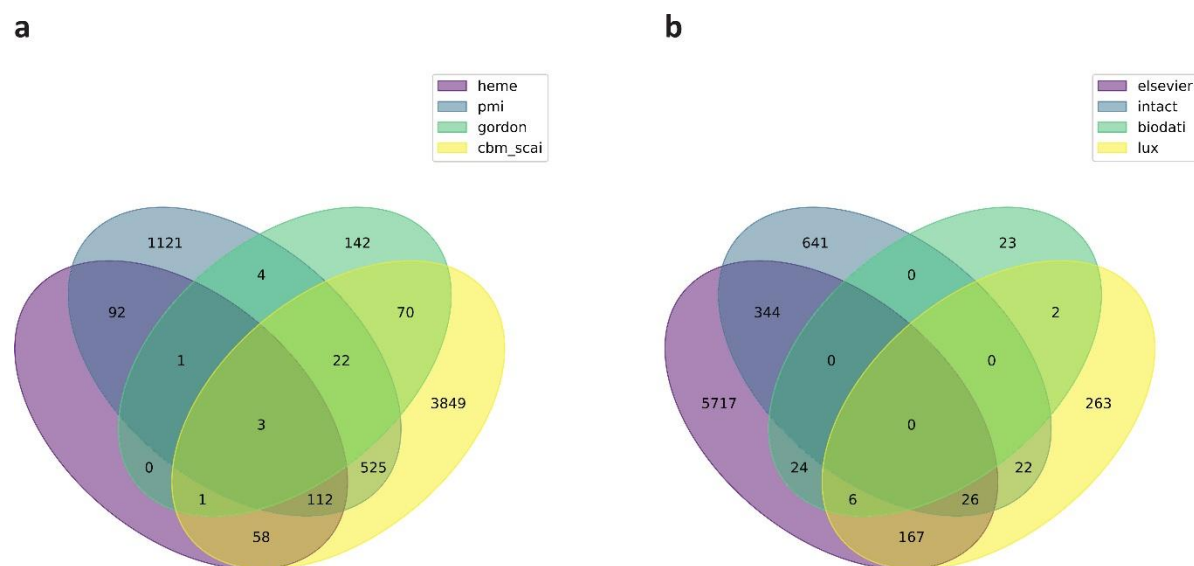 a
heme
pmi
gordon
cbm_scai
1121
142
4
92
70
1
22
3849
3
0
525
1
112
58
b
elsevier
intact
biodati
lux
641
23
0
344
2
0
0
5717
263
0
24
22
6
26
167